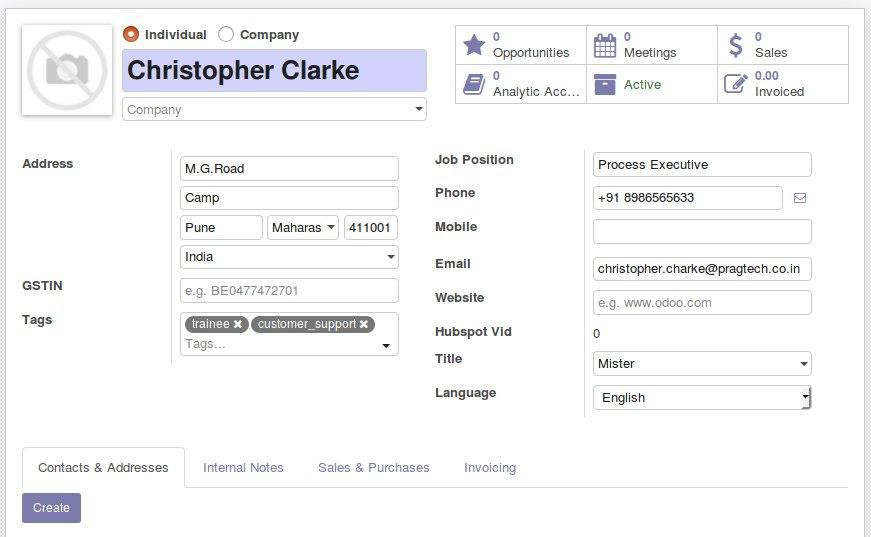 Individual Company
Christopher Clarke
Company
0
Opportunities
0
Meetings
0
Sales
Analytic Acc...
0
Active
0.00
Invoiced
Address
M.G.Road
Camp
Pune Maharas 411001
India
GSTIN
e.g. BE0477472701
Tags
trainee ✖ customer_support ✖
Tags...
Job Position
Process Executive
Phone
+91 8986565633
Mobile
Email
christopher.charke@pragtech.co.in
Website
e.g. www.odoo.com
Hubspot Vid
0
Title
Mister
Language
English
Contacts & Addresses Internal Notes Sales & Purchases Invoicing
Create